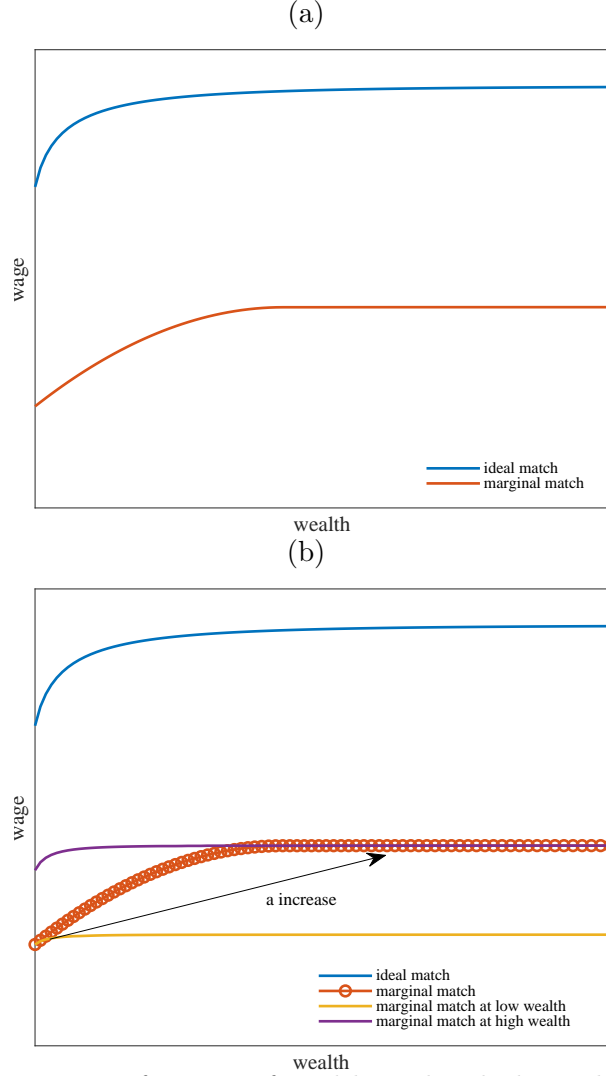 (a)
wage
ideal match
marginal match
wealth
(b)
wage
a increase
ideal match
marginal match
marginal match at low wealth
marginal match at high wealth
wealth